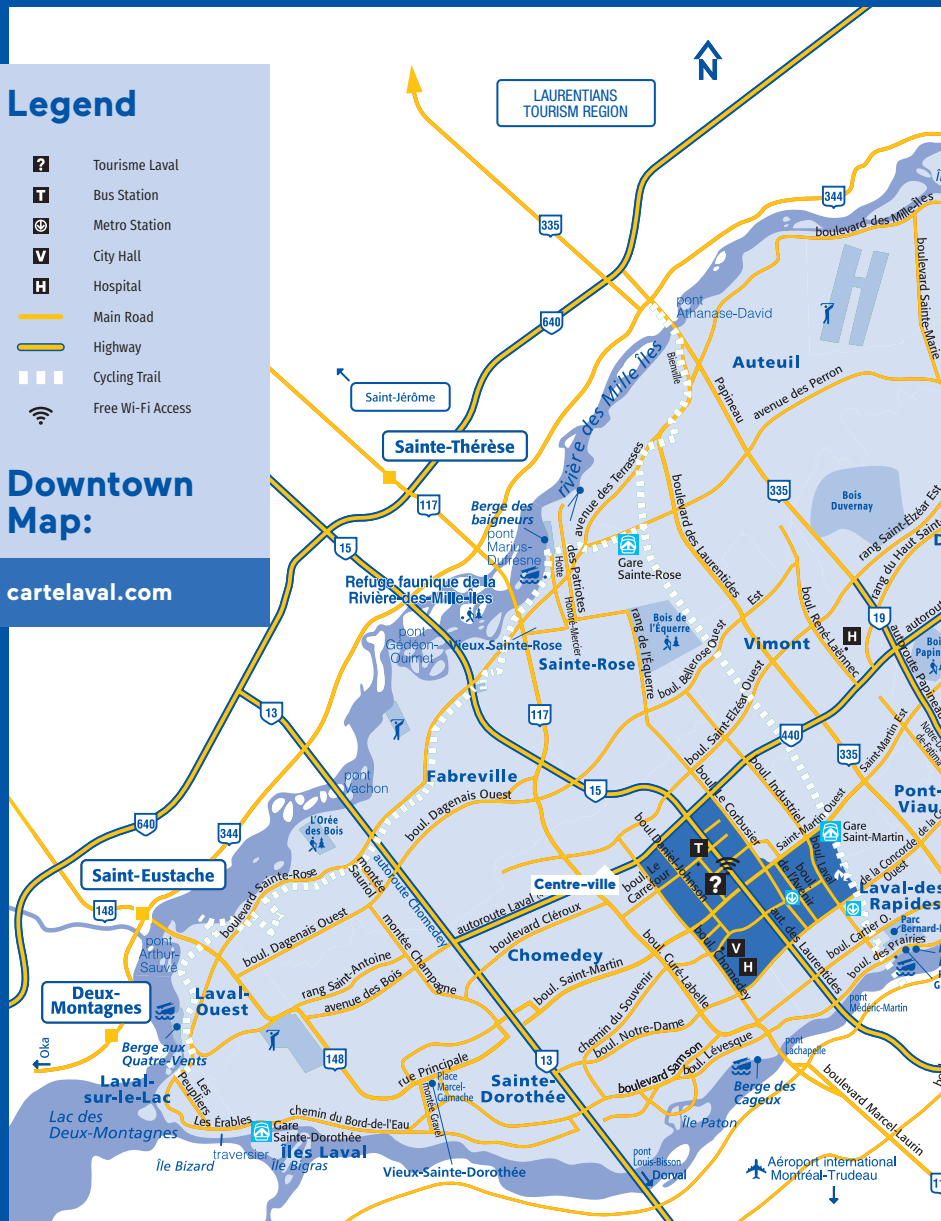 Legend
? Tourisme Laval
T Bus Station
Metro Station
V City Hall
H Hospital
Main Road
Highway
Cycling Trail
Free Wi-Fi Access
Downtown
Map:
cartelaval.com
N
LAURENTIANS
TOURISM REGION
344
335
boulevard des Mille-Îles
boulevard Sainte-Marie
pont
Athanase-David
640
Auteuil
Bienville
Papineau
avenue des Perron
Saint-Jérôme
rivière des Mille Îles
Sainte-Thérèse
avenue des Terrasses
117
Berge des
baigneurs
boulevard des Laurentides
335
Bois
Duvernay
rang Saint-Elzéar Est
rang du Haut Saint-
15
pont
Marius-
Dufresne
Hotte
des Patriotes
Gare
Sainte-Rose
Refuge faunique de la
Rivière-des-Mille-Îles
Honoré-Mercier
Est
boul. René-Laënnec
19
autoroute
H
pont
Gédéon-
Ouimet
Vieux-Sainte-Rose
Sainte-Rose
rang de l'Équerre
Bois de
l'Équerre
boul. Bellerose Ouest
Vimont
autoroute Papineau
13
117
boul. Saint-Elzéar Ouest
440
335
Saint-Martin Est
pont
Vachon
Fabreville
15
boul. Le Corbusier
boul. Industriel
Saint-Martin Ouest
Pont-
Viau
L'Orée
des Bois
boul. Dagenais Ouest
640
344
Gare
Saint-Martin
boul. Daniel-Johnson
T
?
boul. de l'Avenir
boul. Laval
de la Concorde
Ouest
Saint-Eustache
boulevard Sainte-Rose
montée
Sauriol
autoroute Chomedey
Centre-ville
boul. Le
Carrefour
Laval-des
Rapides
148
autoroute Laval
boulevard Cléroux
aut. des Laurentides
boul. Cartier O.
Parc
boul. des Prairies
pont
Arthur-
Sauvé
boul. Dagenais Ouest
montée Champagne
Chomedey
V
H
boul. Chomedey
rang Saint-Antoine
avenue des Bois
boul. Saint-Martin
boul. Curé-Labelle
Deux-
Montagnes
Laval-
Ouest
chemin du Souvenir
boul. Notre-Dame
pont
Médéric-Martin
Oka
Berge aux
Quatre-Vents
148
rue Principale
13
boul. Lévesque
boulevard Samson
pont
Lachapelle
Laval-
sur-le-Lac
Les
Peupliers
Place
Marcel-
Gamache
Sainte-
Dorothée
Berge des
Cageux
boulevard Marcel-Laurin
Lac des
Deux-Montagnes
Les Érables
chemin du Bord-de-l'Eau
montée Gravel
Île Paton
Gare
Sainte-Dorothée
traversier
Îles Laval
Île Bizard
Île Bigras
Vieux-Sainte-Dorothée
pont
Louis-Bisson
Dorval
Aéroport international
Montréal-Trudeau